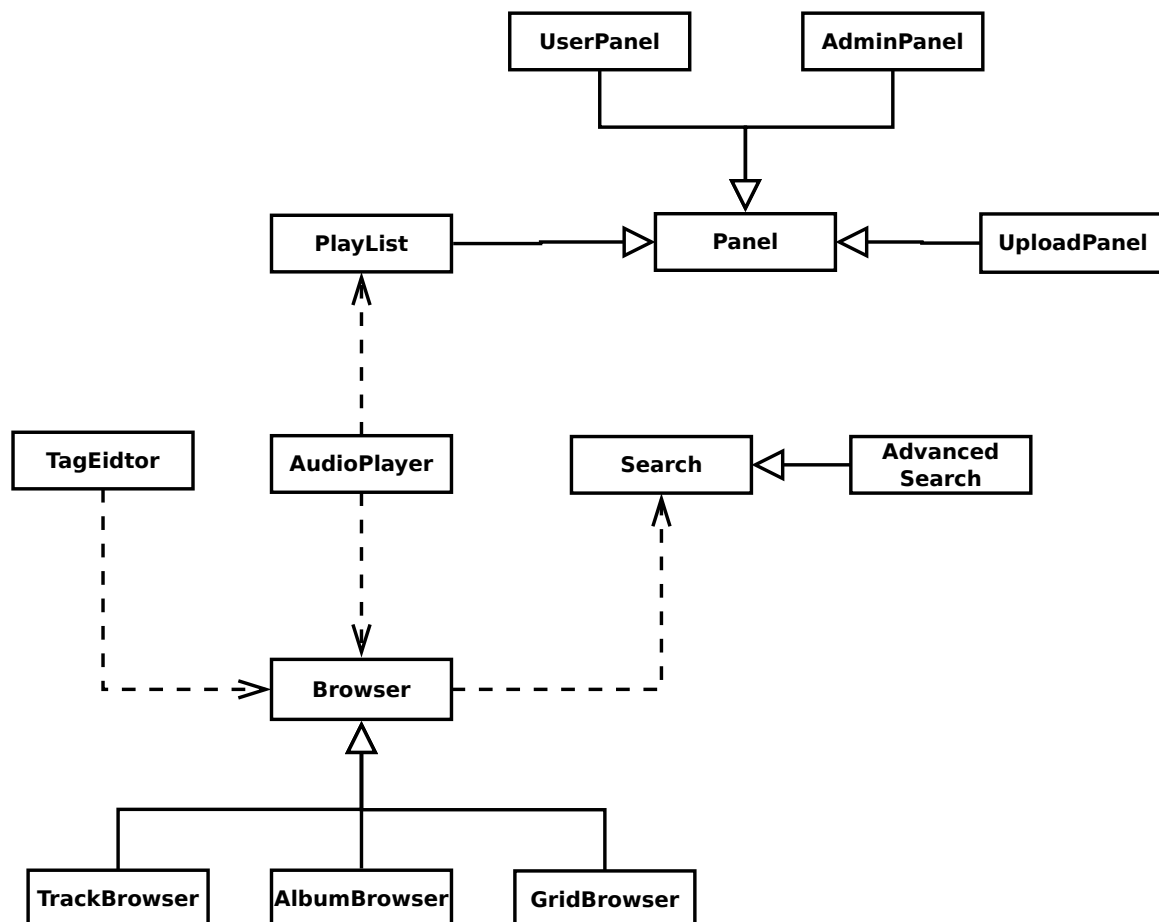 UserPanel
AdminPanel
PlayList
Panel
UploadPanel
TagEidtor
AudioPlayer
Search
Advanced
Search
Browser
TrackBrowser
AlbumBrowser
GridBrowser